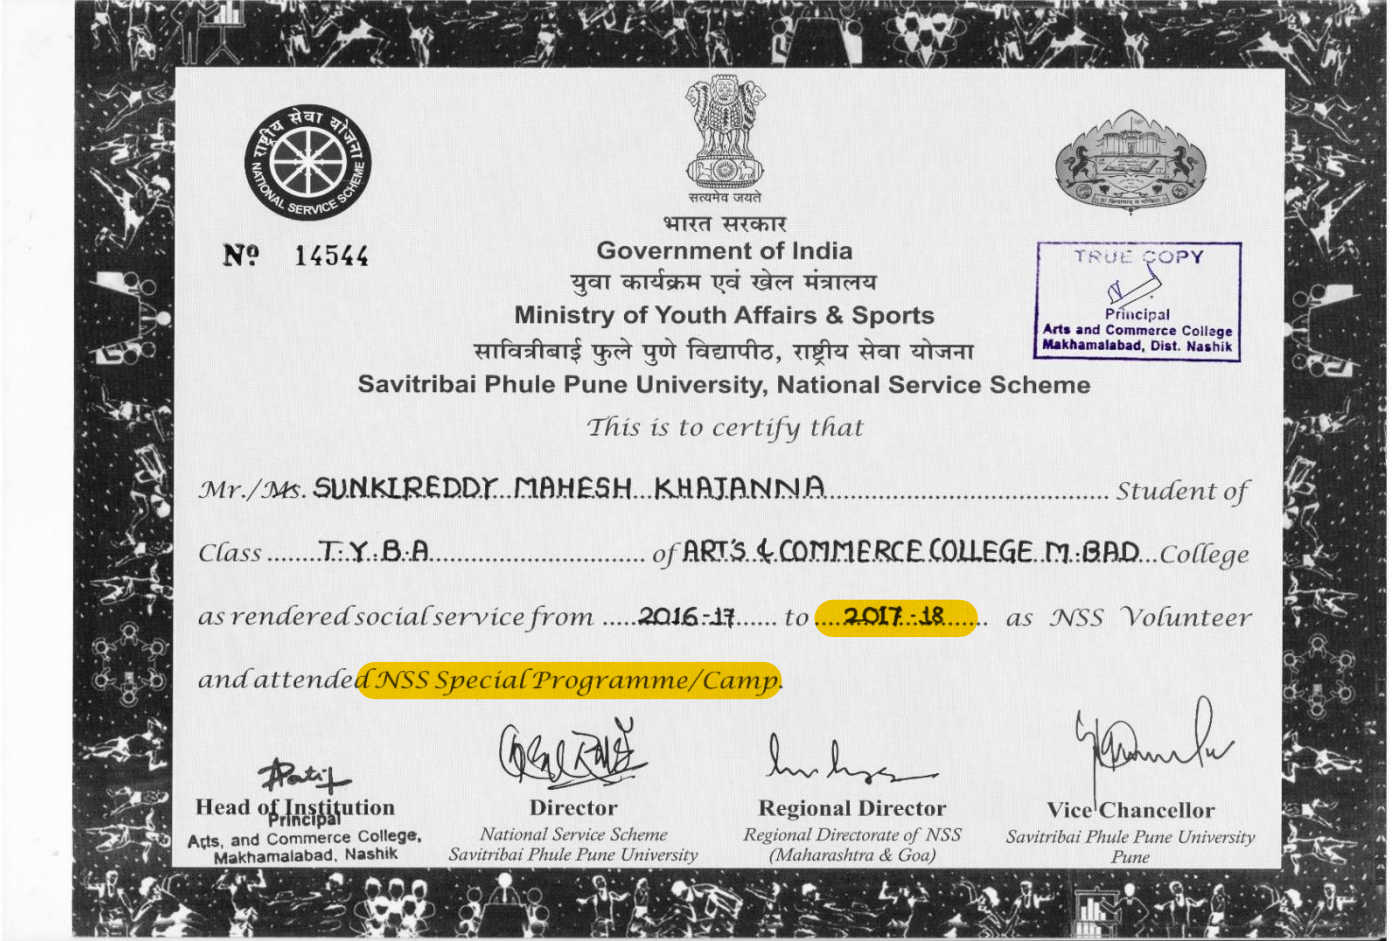 राष्ट्रीय सेवा योजना
NATIONAL SERVICE SCHEME
सत्यमेव जयते
Nº 14544
भारत सरकार
Government of India
युवा कार्यक्रम एवं खेल मंत्रालय
Ministry of Youth Affairs & Sports
सावित्रीबाई फुले पुणे विद्यापीठ, राष्ट्रीय सेवा योजना
Savitribai Phule Pune University, National Service Scheme
TRUE COPY
Principal
Arts and Commerce College
Makhamalabad, Dist. Nashik
This is to certify that
Mr./Ms. SUNKIREDDY MAHESH KHAJANNA Student of
Class T.Y.B.A of ART'S & COMMERCE COLLEGE M.BAD College
as rendered social service from 2016-17 to 2017-18 as NSS Volunteer
and attended NSS Special Programme/Camp.
Head of Institution
Principal
Arts, and Commerce College,
Makhamalabad, Nashik
Director
National Service Scheme
Savitribai Phule Pune University
Regional Director
Regional Directorate of NSS
(Maharashtra & Goa)
Vice Chancellor
Savitribai Phule Pune University
Pune